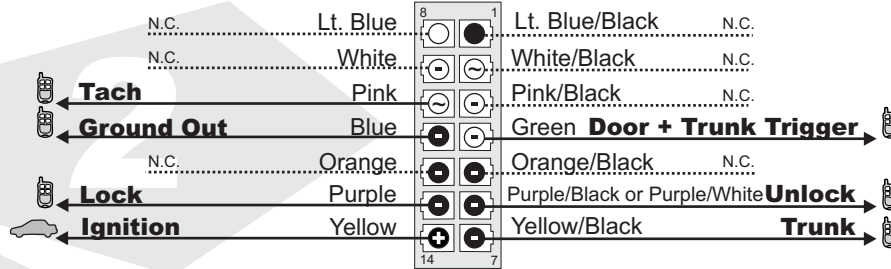 8 1
N.C. Lt. Blue Lt. Blue/Black N.C.
N.C. White White/Black N.C.
Tach Pink Pink/Black N.C.
Ground Out Blue Green Door + Trunk Trigger
N.C. Orange Orange/Black N.C.
Lock Purple Purple/Black or Purple/White Unlock
Ignition Yellow Yellow/Black Trunk
14 7
2